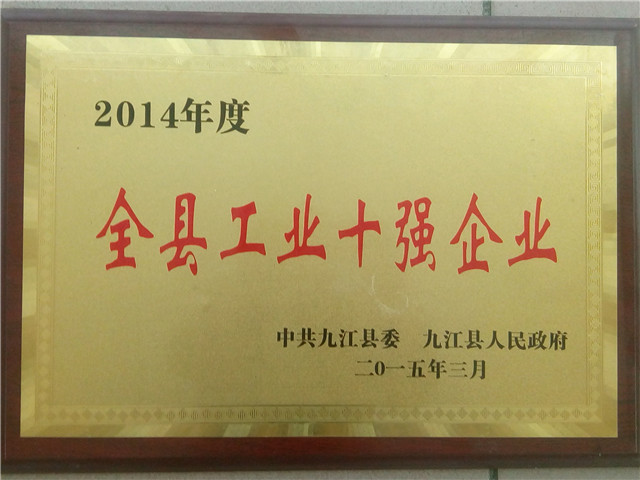 2014年度
全县工业十强企业
中共九江县委 九江县人民政府
二0一五年三月